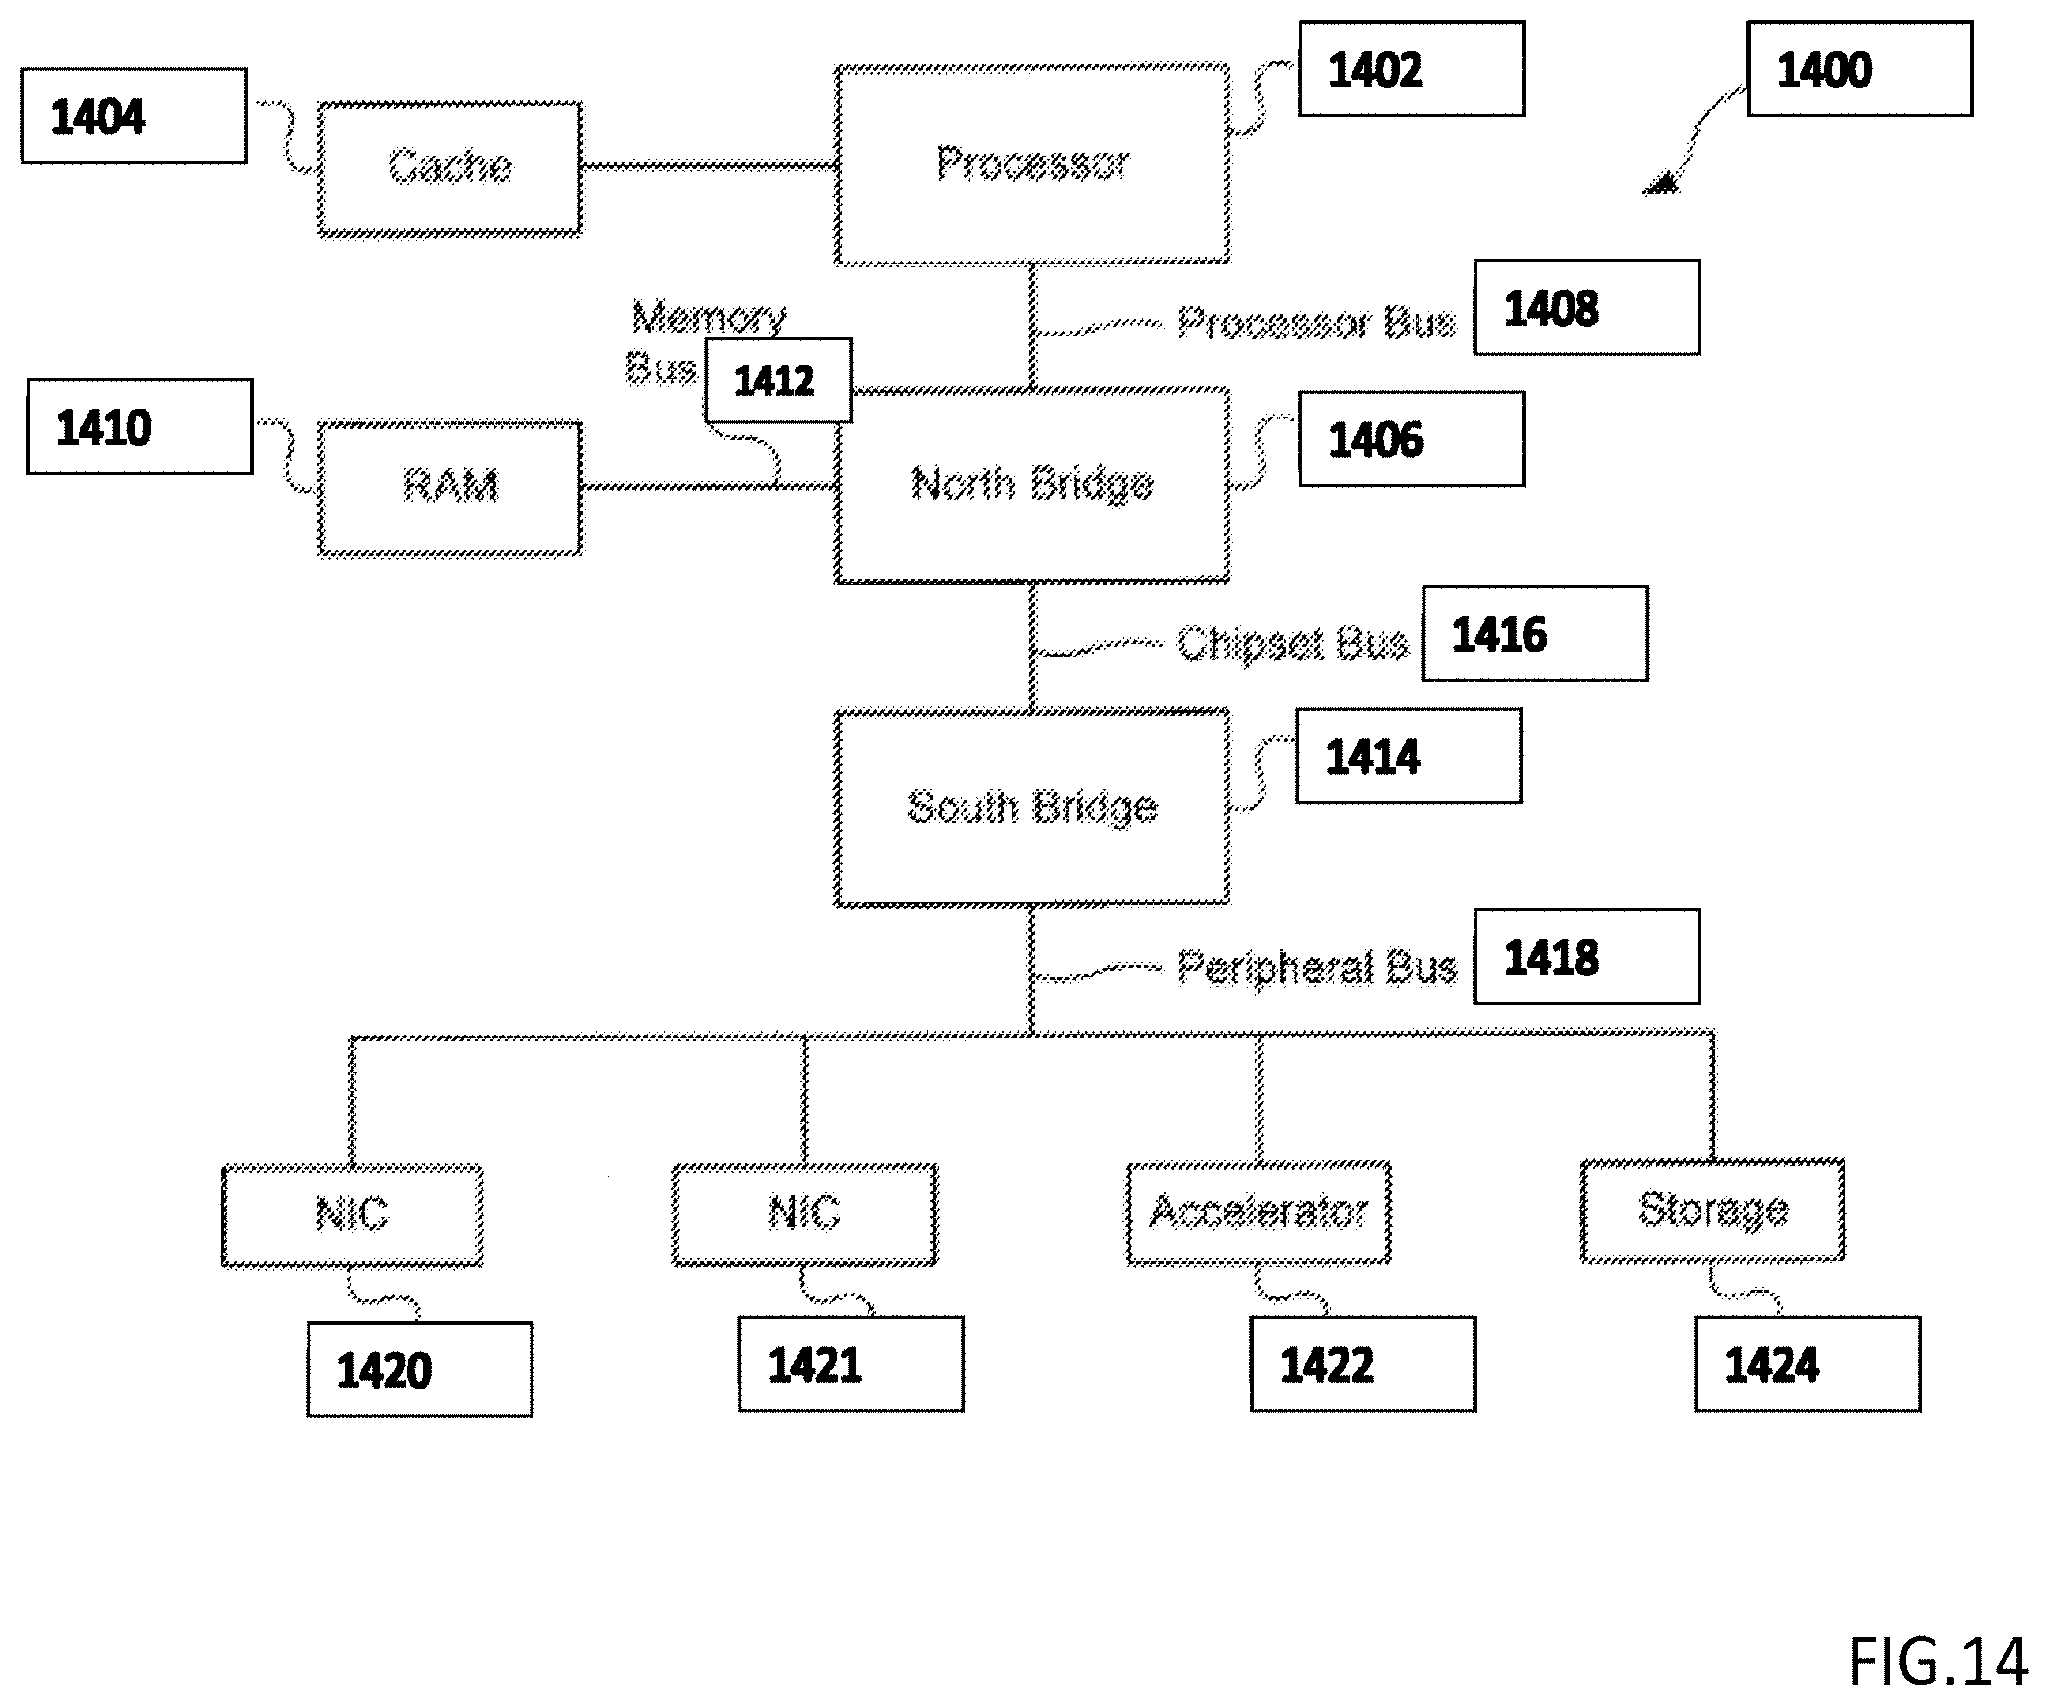 1402
1400
1404
Cache
Processor
Memory
Bus
1412
Processor Bus
1408
1410
RAM
North Bridge
1406
Chipset Bus
1416
South Bridge
1414
Peripheral Bus
1418
NIC
NIC
Accelerator
Storage
1420
1421
1422
1424
FIG.14